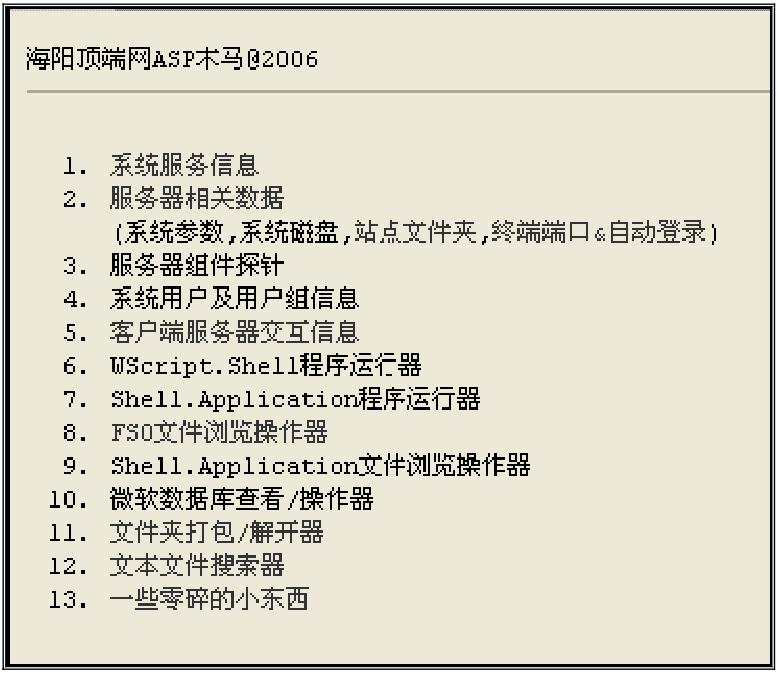 海阳顶端网ASP木马@2006
1. 系统服务信息
2. 服务器相关数据
(系统参数,系统磁盘,站点文件夹,终端端口&自动登录)
3. 服务器组件探针
4. 系统用户及用户组信息
5. 客户端服务器交互信息
6. WScript.Shell程序运行器
7. Shell.Application程序运行器
8. FSO文件浏览操作器
9. Shell.Application文件浏览操作器
10. 微软数据库查看/操作器
11. 文件夹打包/解开器
12. 文本文件搜索器
13. 一些零碎的小东西